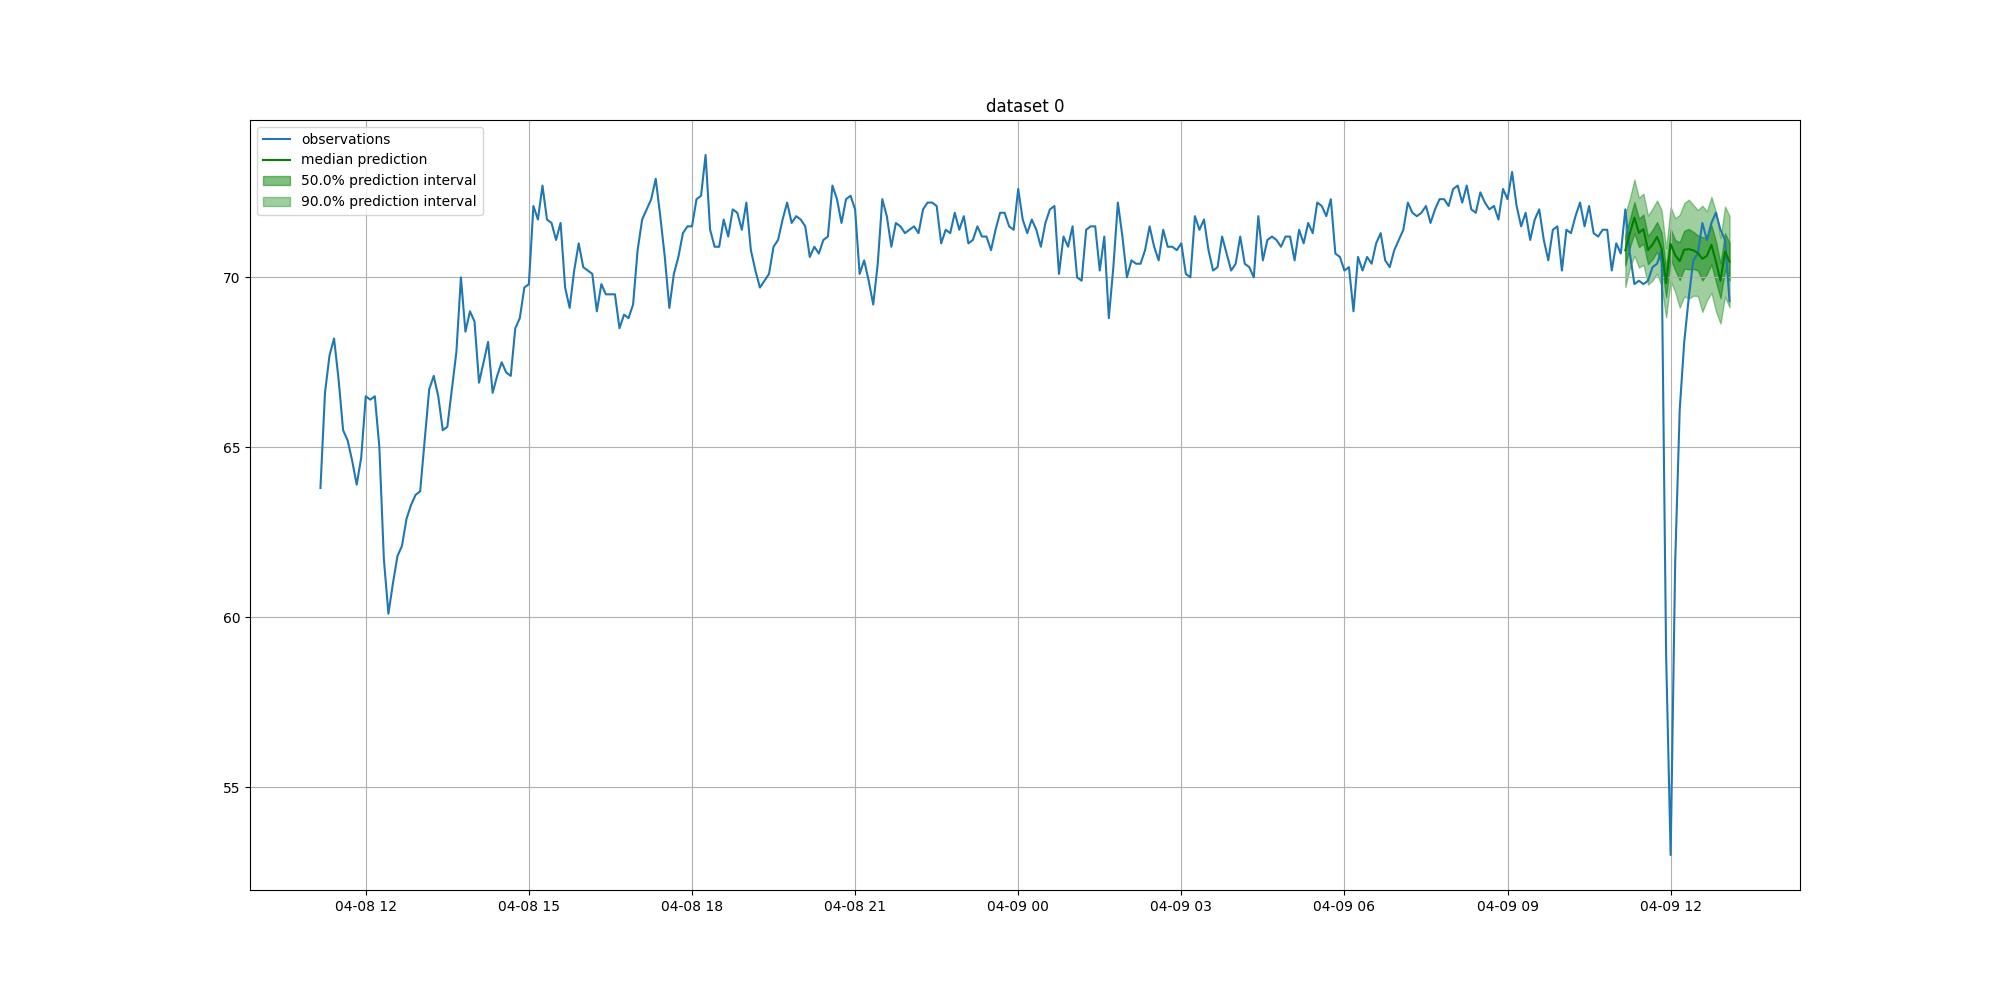 dataset 0
observations
median prediction
50.0% prediction interval
90.0% prediction interval
70
65
60
55
04-08 12
04-08 15
04-08 18
04-08 21
04-09 00
04-09 03
04-09 06
04-09 09
04-09 12